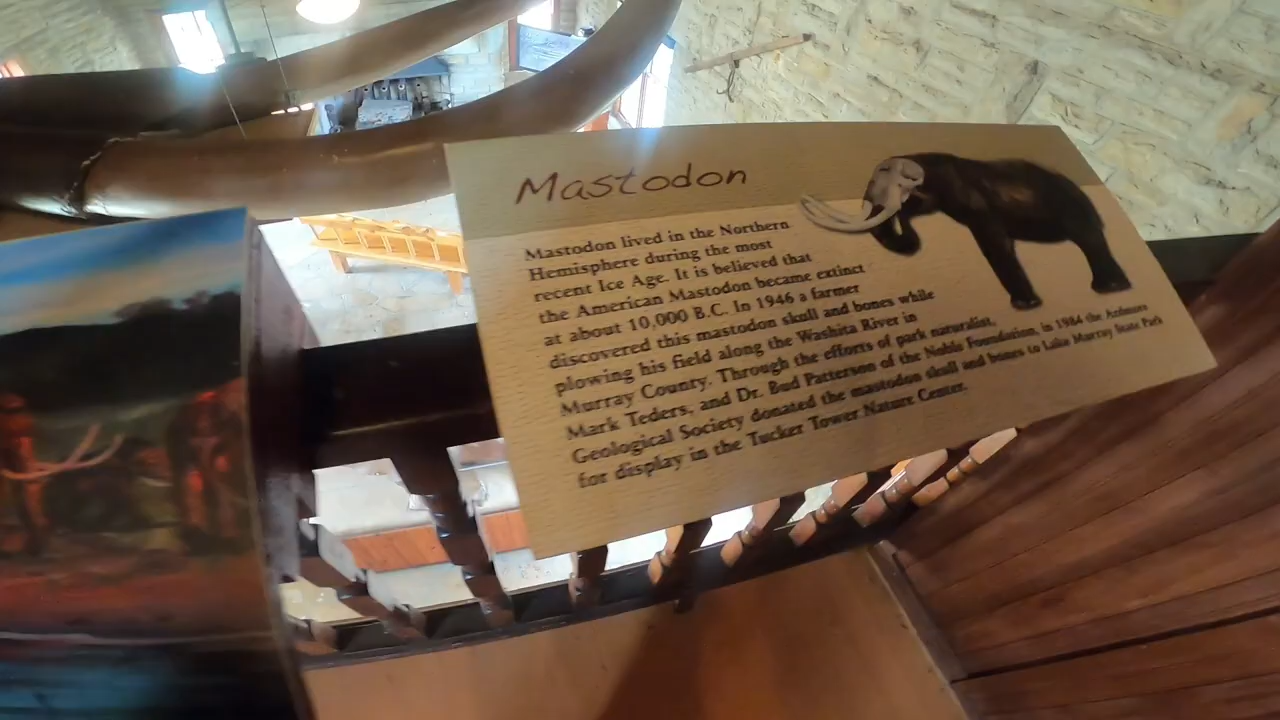 Mastodon
Mastodon lived in the Northern
Hemisphere during the most
recent Ice Age. It is believed that
the American Mastodon became extinct
at about 10,000 B.C. In 1946 a farmer
discovered this mastodon skull and bones while
plowing his field along the Washita River in
Murray County. Through the efforts of park naturalist,
Mark Teders, and Dr. Bud Patterson of the Noble Foundation, in 1984 the Ardmore
Geological Society donated the mastodon skull and bones to Lake Murray State Park
for display in the Tucker Tower Nature Center.